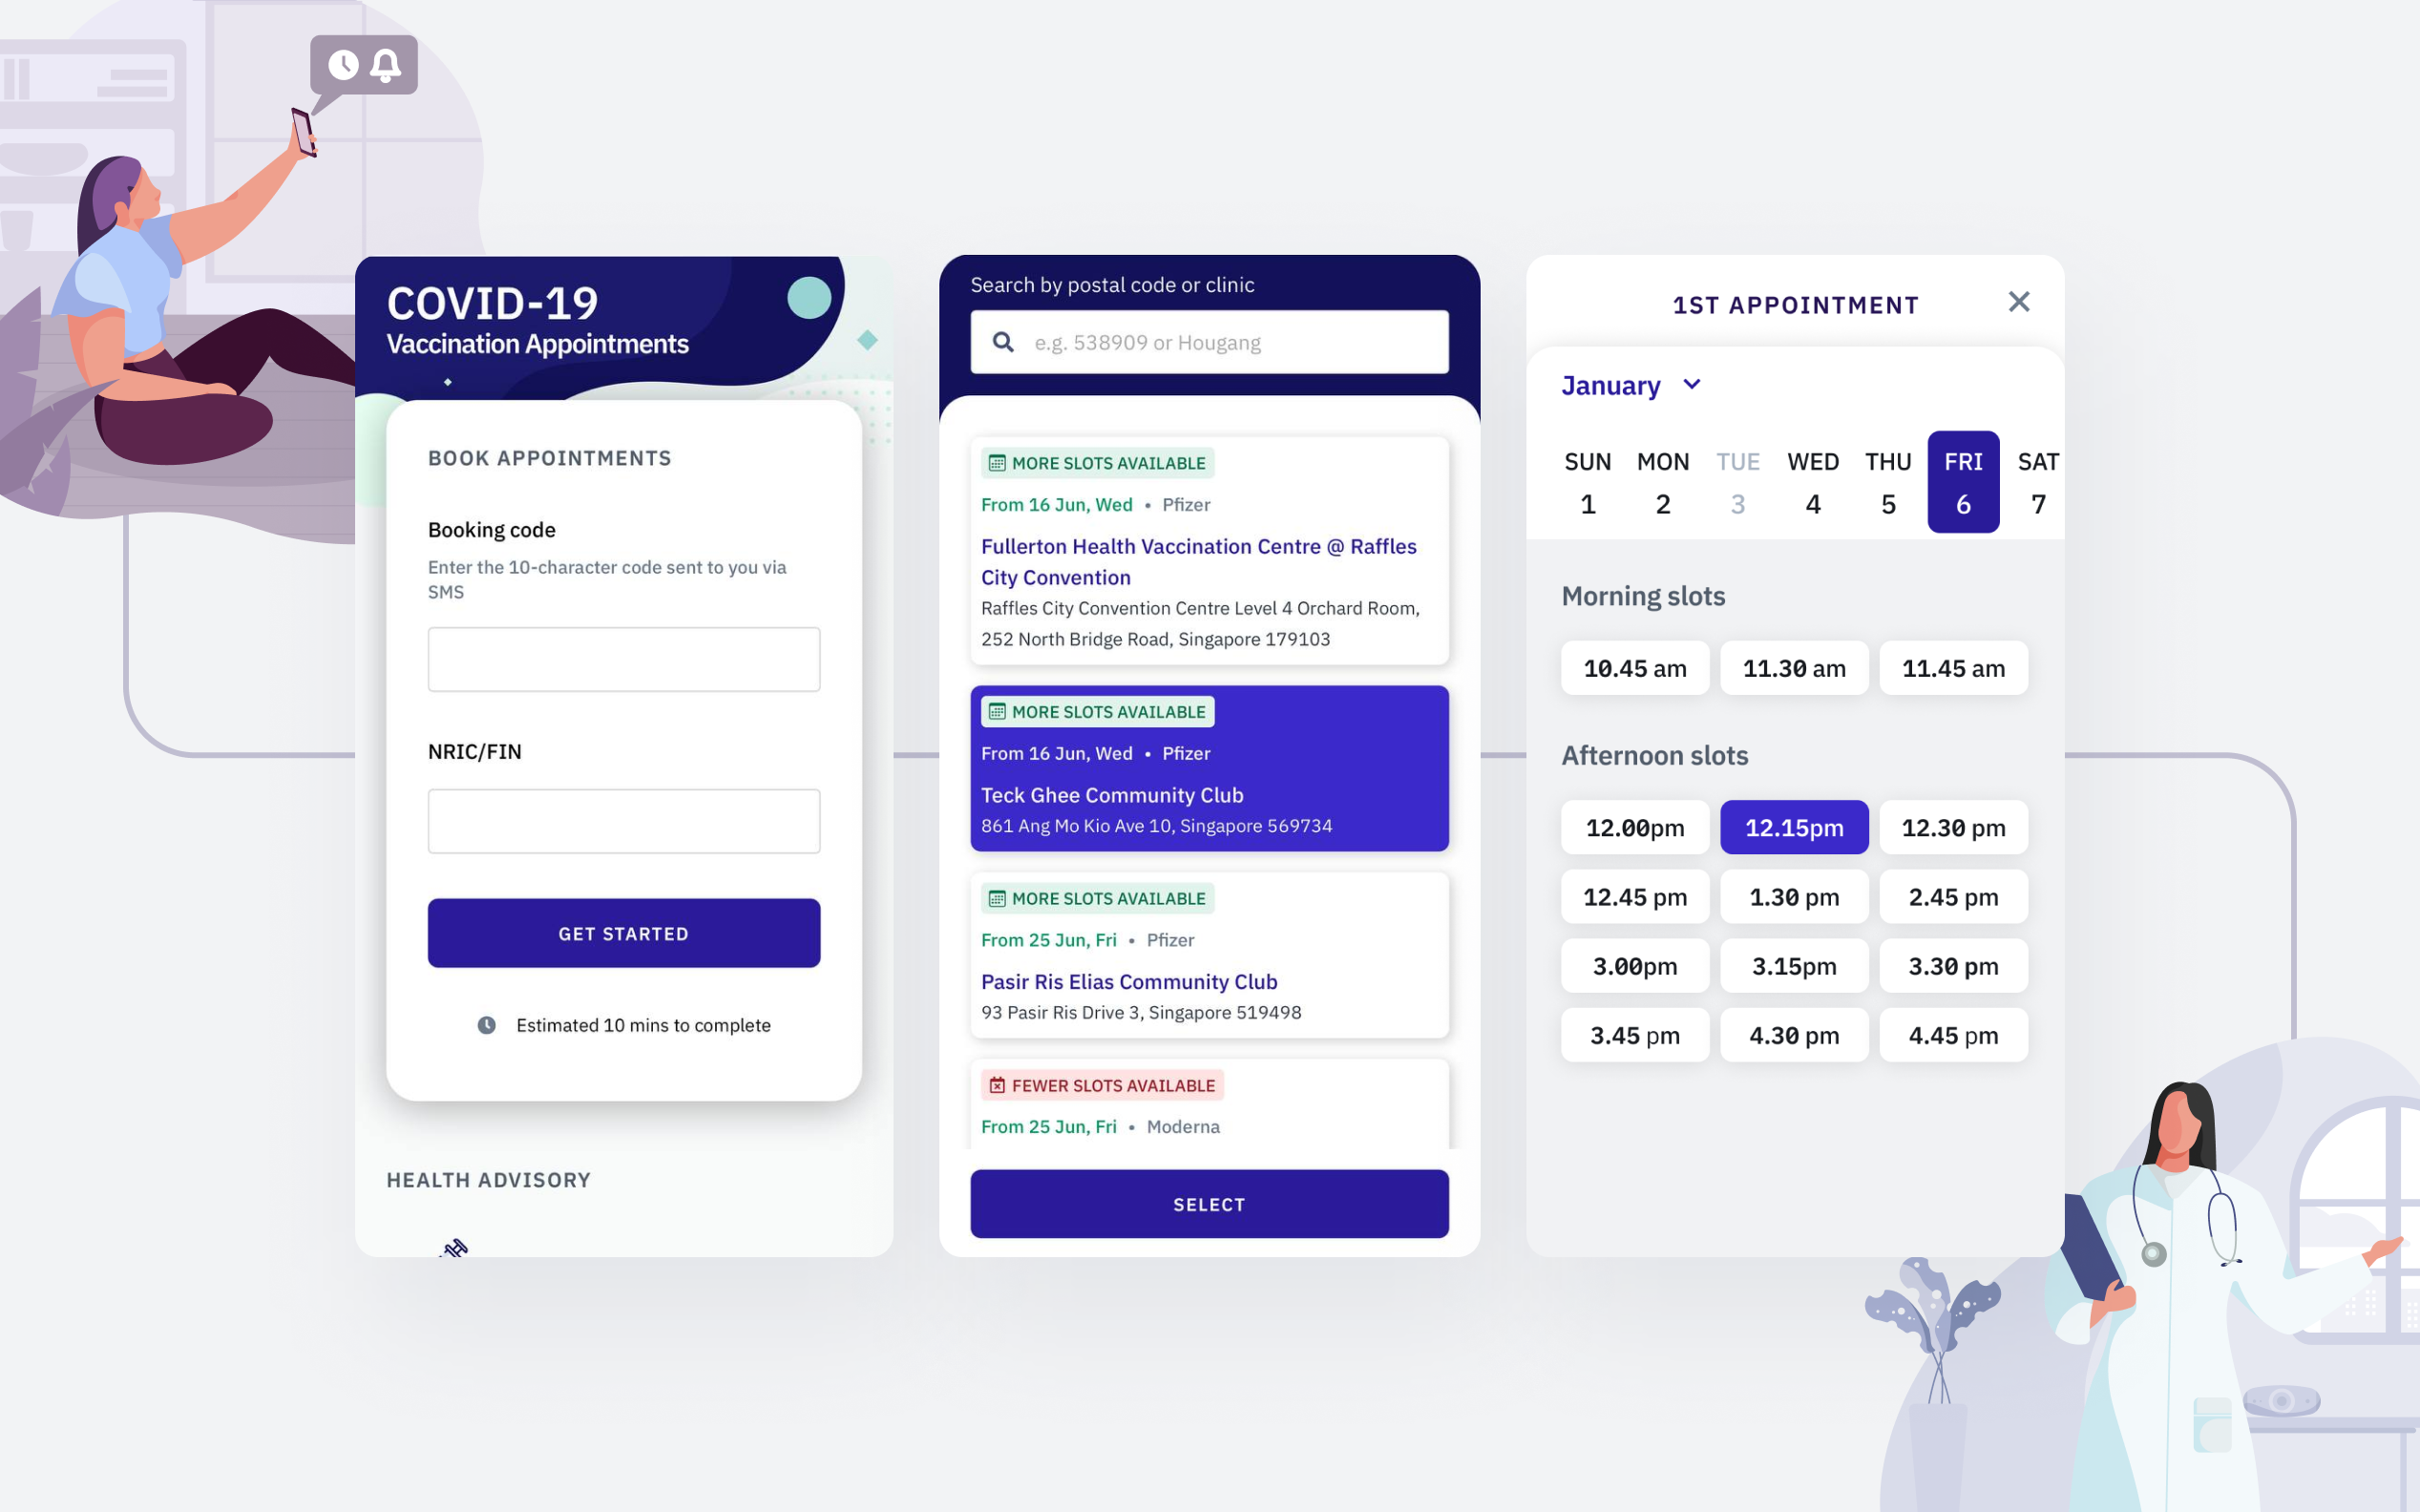 COVID-19
Vaccination Appointments
BOOK APPOINTMENTS
Booking code
Enter the 10-character code sent to you via
SMS
NRIC/FIN
GET STARTED
Estimated 10 mins to complete
HEALTH ADVISORY
Search by postal code or clinic
e.g. 538909 or Hougang
MORE SLOTS AVAILABLE
From 16 Jun, Wed • Pfizer
Fullerton Health Vaccination Centre @ Raffles
City Convention
Raffles City Convention Centre Level 4 Orchard Room,
252 North Bridge Road, Singapore 179103
MORE SLOTS AVAILABLE
From 16 Jun, Wed • Pfizer
Teck Ghee Community Club
861 Ang Mo Kio Ave 10, Singapore 569734
MORE SLOTS AVAILABLE
From 25 Jun, Fri • Pfizer
Pasir Ris Elias Community Club
93 Pasir Ris Drive 3, Singapore 519498
FEWER SLOTS AVAILABLE
From 25 Jun, Fri • Moderna
SELECT
1ST APPOINTMENT
January
SUN MON TUE WED THU FRI SAT
1 2 3 4 5 6 7
Morning slots
10.45 am 11.30 am 11.45 am
Afternoon slots
12.00pm 12.15pm 12.30 pm
12.45 pm 1.30 pm 2.45 pm
3.00pm 3.15pm 3.30 pm
3.45 pm 4.30 pm 4.45 pm